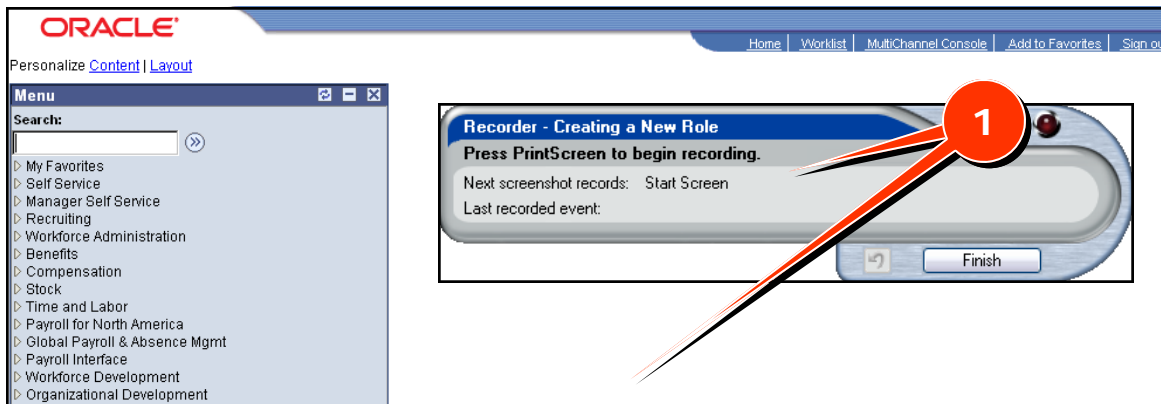 ORACLE
Home | Worklist | MultiChannel Console | Add to Favorites |
Personalize Content | Layout
Menu
Search:
My Favorites
Self Service
Manager Self Service
Recruiting
Workforce Administration
Benefits
Compensation
Stock
Time and Labor
Payroll for North America
Global Payroll & Absence Mgmt
Payroll Interface
Workforce Development
Organizational Development
Recorder - Creating a New Role
1
Press PrintScreen to begin recording.
Next screenshot records: Start Screen
Last recorded event:
Finish